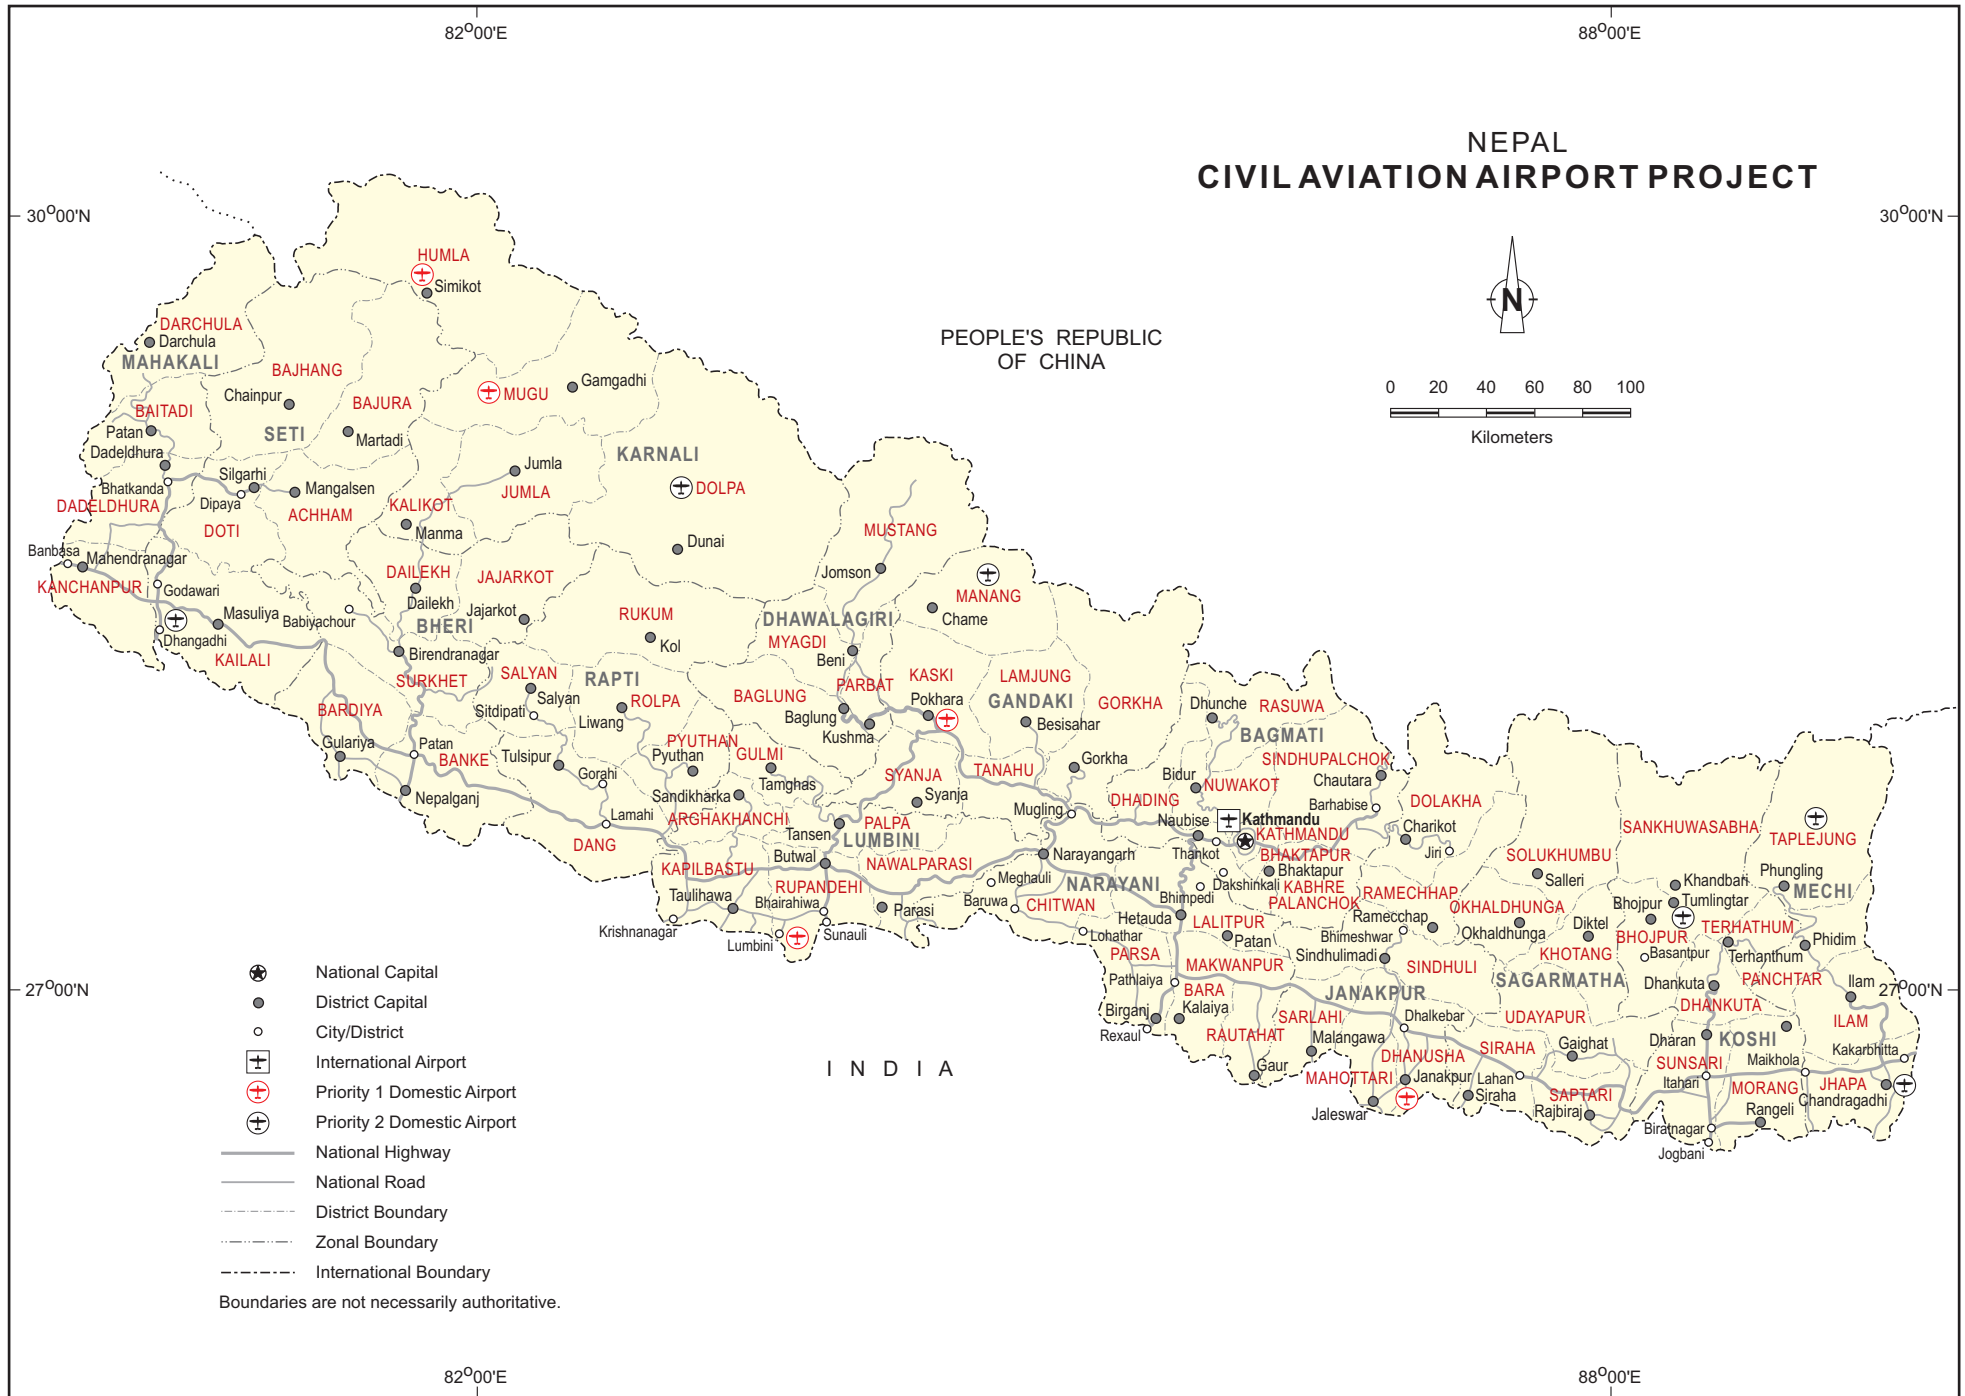 82°00'E
88°00'E
NEPAL
CIVIL AVIATION AIRPORT PROJECT
30°00'N
30°00'N
N
HUMLA
Simikot
PEOPLE'S REPUBLIC
OF CHINA
0 20 40 60 80 100
Kilometers
DARCHULA
Darchula
MAHAKALI
BAJHANG
Chainpur
BAJURA
Martadi
MUGU
Gamgadhi
BAITADI
Patan
SETI
Dadeldhura
Silgarhi
Bhatkanda
Dipaya
Mangalsen
DADELDHURA
DOTI
ACHHAM
KALIKOT
Manma
Jumla
JUMLA
KARNALI
DOLPA
Dunai
MUSTANG
Jomson
MANANG
Chame
Banbasa
Mahendranagar
KANCHANPUR
Godawari
Masuliya
Dhangadhi
KAILALI
Babiyachour
DAILEKH
Dailekh
BHERI
JAJARKOT
Jajarkot
RUKUM
Kol
DHAWALAGIRI
MYAGDI
Beni
Birendranagar
SURKHET
SALYAN
Salyan
Sitdipati
RAPTI
ROLPA
Liwang
BAGLUNG
Baglung
PARBAT
Kushma
KASKI
Pokhara
LAMJUNG
GANDAKI
Besisahar
GORKHA
Gorkha
Dhunche
RASUWA
BAGMATI
BARDIYA
Gulariya
Patan
BANKE
Nepalganj
Tulsipur
Gorahi
Lamahi
DANG
PYUTHAN
Pyuthan
GULMI
Tamghas
Sandikharka
ARGHAKHANCHI
SYANJA
Syanja
TANAHU
Mugling
Bidur
NUWAKOT
DHADING
SINDHUPALCHOK
Chautara
Barhabise
DOLAKHA
Charikot
Jiri
Naubise
Kathmandu
KATHMANDU
Thankot
BHAKTAPUR
Bhaktapur
Dakshinkali
KABHRE
PALANCHOK
Tansen
PALPA
LUMBINI
Butwal
NAWALPARASI
Narayangarh
Meghauli
NARAYANI
Baruwa
CHITWAN
Bhimpedi
Hetauda
LALITPUR
Patan
KAPILBASTU
Taulihawa
RUPANDEHI
Bhairahiwa
Parasi
Krishnanagar
Lumbini
Sunauli
Lohathar
PARSA
Pathlaiya
MAKWANPUR
BARA
Kalaiya
Birganj
Rexaul
RAUTAHAT
Gaur
RAMECHHAP
Ramecchap
Bhimeshwar
Sindhulimadi
SINDHULI
JANAKPUR
SARLAHI
Malangawa
Dhalkebar
DHANUSHA
MAHOTTARI
Janakpur
Jaleswar
SOLUKHUMBU
Salleri
OKHALDHUNGA
Okhaldhunga
Diktel
KHOTANG
SAGARMATHA
UDAYAPUR
Gaighat
SIRAHA
Lahan
Siraha
SAPTARI
Rajbiraj
SANKHUWASABHA
Khandbari
Tumlingtar
Bhojpur
BHOJPUR
Basantpur
TAPLEJUNG
Phungling
MECHI
TERHATHUM
Terhanthum
Phidim
PANCHTAR
Dhankuta
DHANKUTA
Ilam
ILAM
Dharan
KOSHI
SUNSARI
Itahari
Maikhola
Kakarbhitta
MORANG
JHAPA
Chandragadhi
Rangeli
Biratnagar
Jogbani
27°00'N
27°00'N
INDIA
National Capital
District Capital
City/District
International Airport
Priority 1 Domestic Airport
Priority 2 Domestic Airport
National Highway
National Road
District Boundary
Zonal Boundary
International Boundary
Boundaries are not necessarily authoritative.
82°00'E
88°00'E